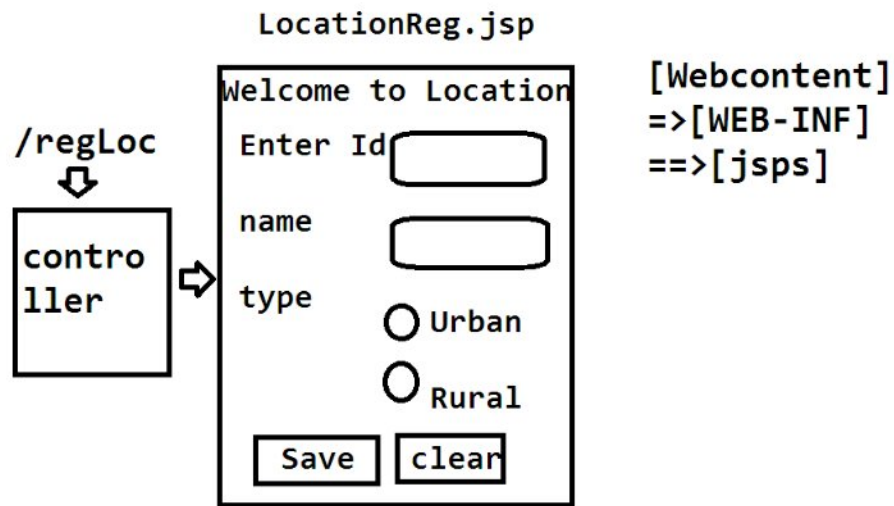 LocationReg.jsp
Welcome to Location
Enter Id
name
type
Urban
Rural
Save
clear
/regLoc
contro
ller
[Webcontent]
=>[WEB-INF]
==>[jsps]